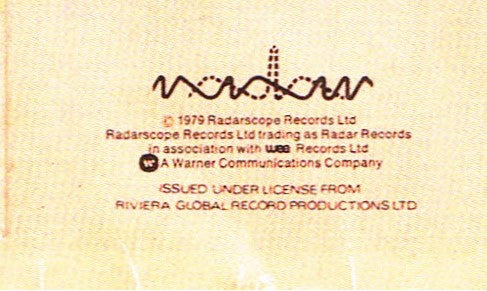 radar
© 1979 Radarscope Records Ltd
Radarscope Records Ltd trading as Radar Records
in association with wea Records Ltd
A Warner Communications Company
ISSUED UNDER LICENSE FROM
RIVIERA GLOBAL RECORD PRODUCTIONS LTD